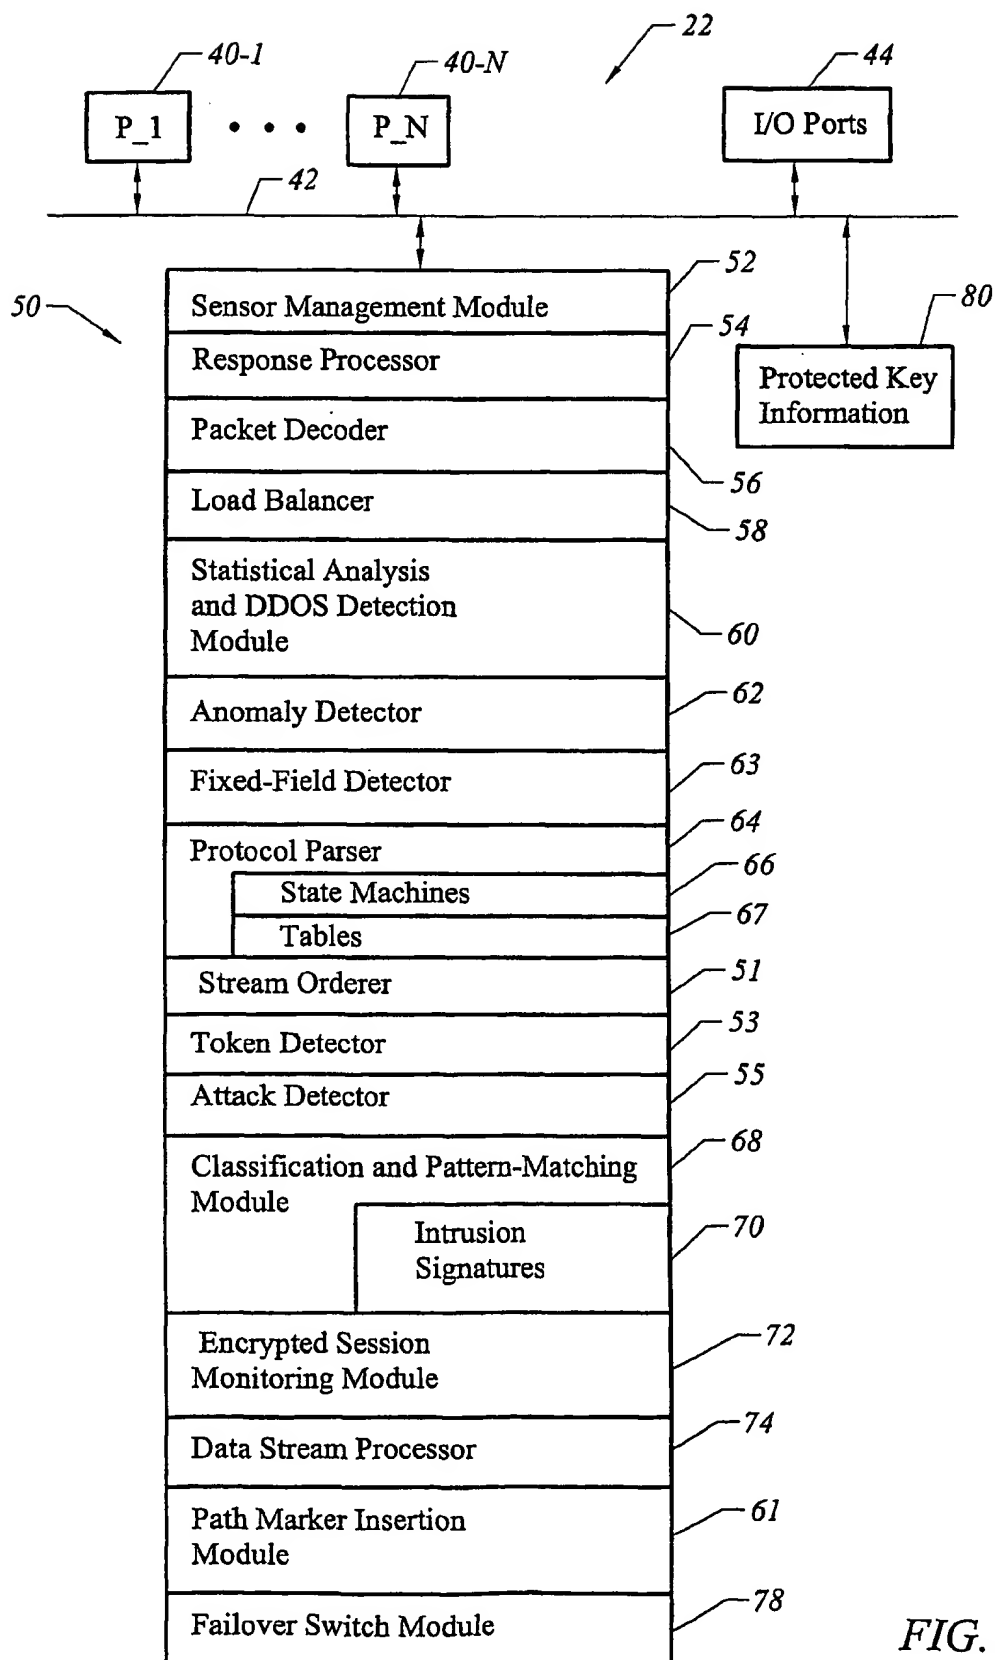 40-1
40-N
22
44
P_1
P_N
I/O Ports
42
50
52
Sensor Management Module
80
54
Response Processor
Protected Key
Information
Packet Decoder
56
Load Balancer
58
Statistical Analysis
and DDOS Detection
Module
60
62
Anomaly Detector
63
Fixed-Field Detector
64
Protocol Parser
66
State Machines
67
Tables
51
Stream Orderer
53
Token Detector
55
Attack Detector
68
Classification and Pattern-Matching
Module
70
Intrusion
Signatures
72
Encrypted Session
Monitoring Module
74
Data Stream Processor
61
Path Marker Insertion
Module
78
Failover Switch Module
FIG.